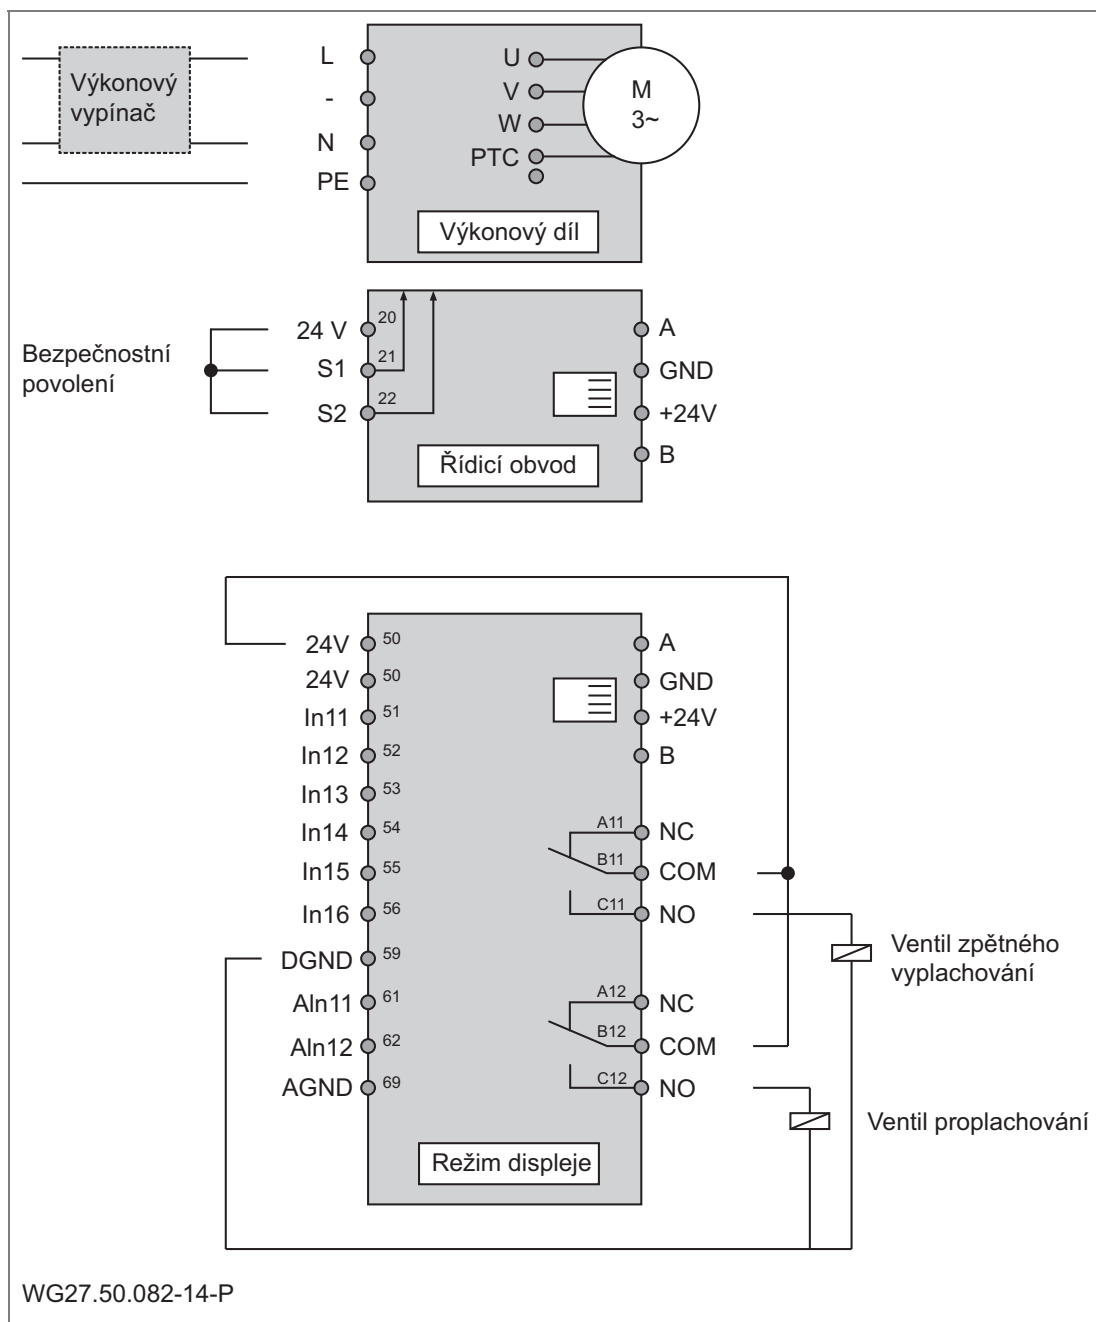 Výkonový
vypínač
L
-
N
PE
U
V
W
PTC
M
3~
Výkonový díl
Bezpečnostní
povolení
24 V 20
S1 21
S2 22
A
GND
+24V
B
Řídicí obvod
24V 50
24V 50
In11 51
In12 52
In13 53
In14 54
In15 55
In16 56
DGND 59
AIn11 61
AIn12 62
AGND 69
A
GND
+24V
B
A11 NC
B11 COM
C11 NO
A12 NC
B12 COM
C12 NO
Ventil zpětného
vyplachování
Ventil proplachování
Režim displeje
WG27.50.082-14-P